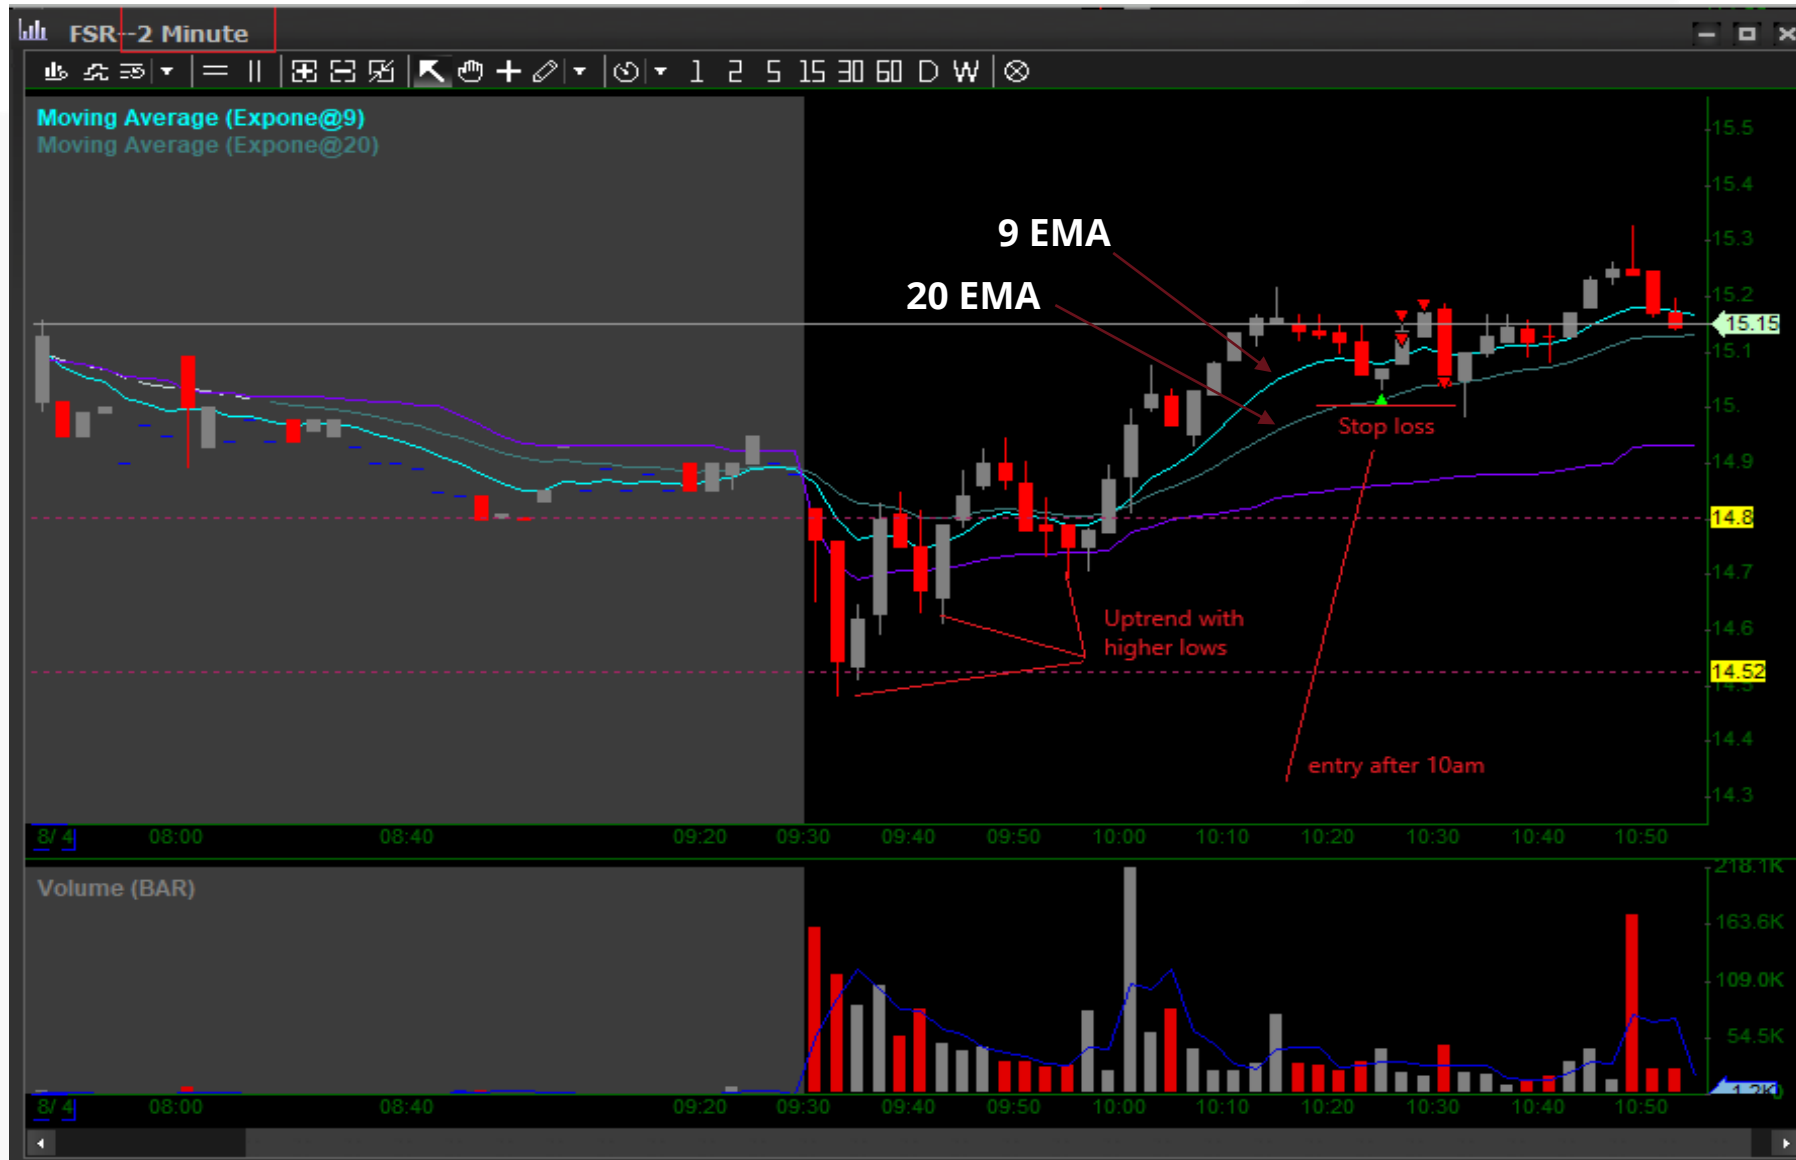 FSR--2 Minute
1 2 5 15 30 60 D W
Moving Average (Expone@9)
Moving Average (Expone@20)
9 EMA
20 EMA
Stop loss
Uptrend with
higher lows
entry after 10am
15.5
15.4
15.3
15.2
15.15
15.1
15.
14.9
14.8
14.7
14.6
14.52
14.5
14.4
14.3
8/ 4 08:00 08:40 09:20 09:30 09:40 09:50 10:00 10:10 10:20 10:30 10:40 10:50
Volume (BAR)
218.1K
163.6K
109.0K
54.5K
1.2K
0
8/ 4 08:00 08:40 09:20 09:30 09:40 09:50 10:00 10:10 10:20 10:30 10:40 10:50